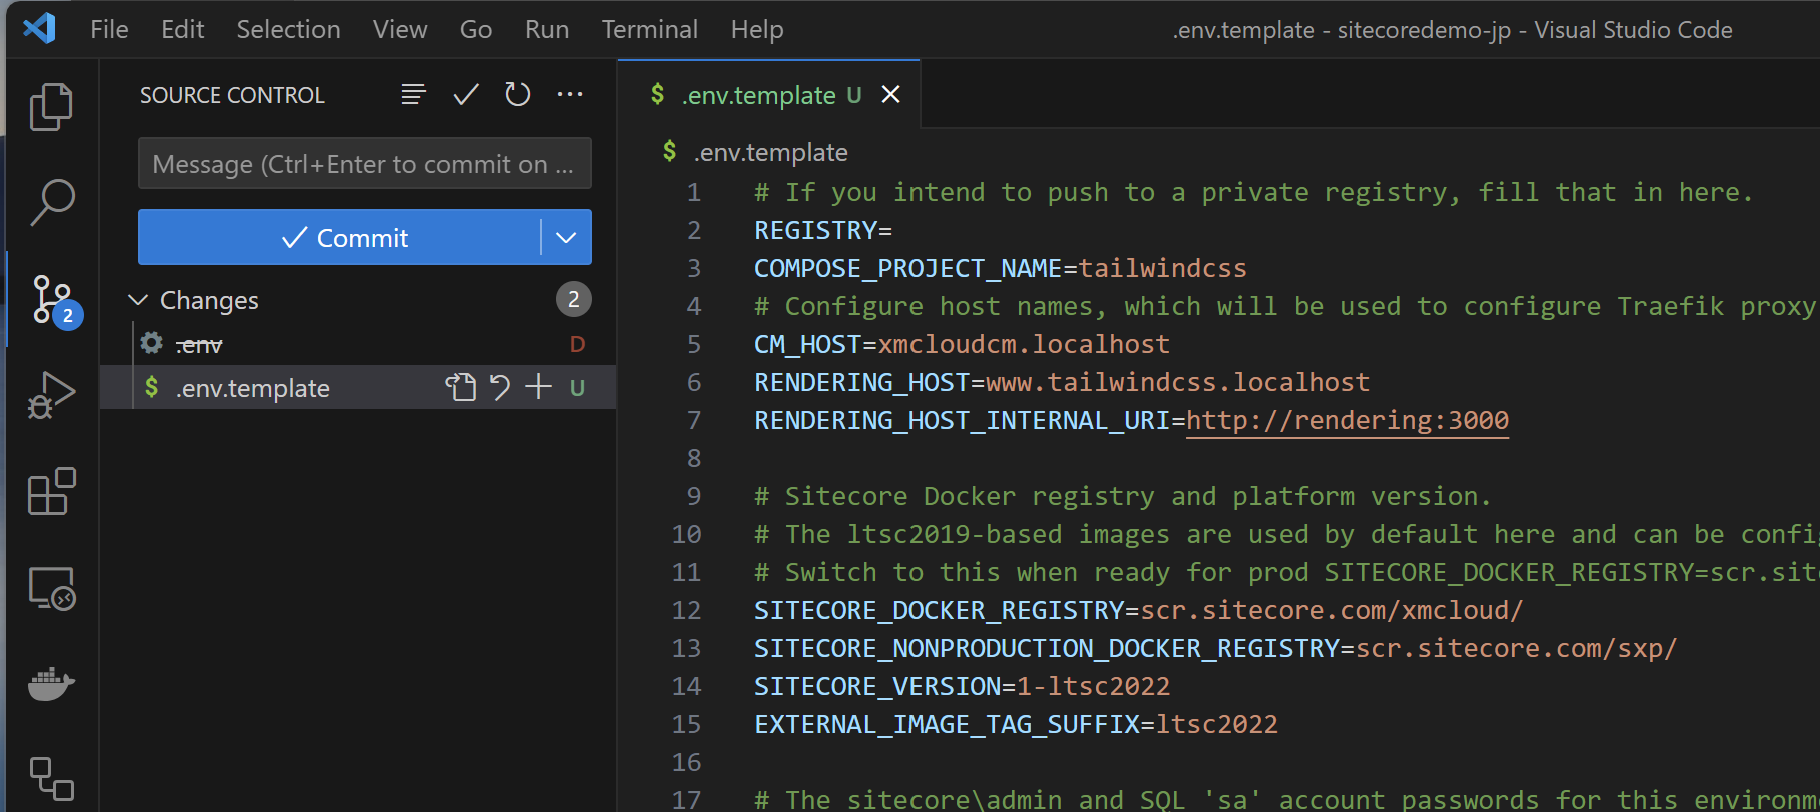 File Edit Selection View Go Run Terminal Help
.env.template - sitecoredemo-jp - Visual Studio Code
SOURCE CONTROL
Message (Ctrl+Enter to commit on ...
Commit
Changes 2
.env D
.env.template U
2
.env.template U
.env.template
1 # If you intend to push to a private registry, fill that in here.
2 REGISTRY=
3 COMPOSE_PROJECT_NAME=tailwindcss
4 # Configure host names, which will be used to configure Traefik proxy
5 CM_HOST=xmcloudcm.localhost
6 RENDERING_HOST=www.tailwindcss.localhost
7 RENDERING_HOST_INTERNAL_URI=http://rendering:3000
8
9 # Sitecore Docker registry and platform version.
10 # The ltsc2019-based images are used by default here and can be confi
11 # Switch to this when ready for prod SITECORE_DOCKER_REGISTRY=scr.sit
12 SITECORE_DOCKER_REGISTRY=scr.sitecore.com/xmcloud/
13 SITECORE_NONPRODUCTION_DOCKER_REGISTRY=scr.sitecore.com/sxp/
14 SITECORE_VERSION=1-ltsc2022
15 EXTERNAL_IMAGE_TAG_SUFFIX=ltsc2022
16
17 # The sitecore\admin and SQL 'sa' account passwords for this environm